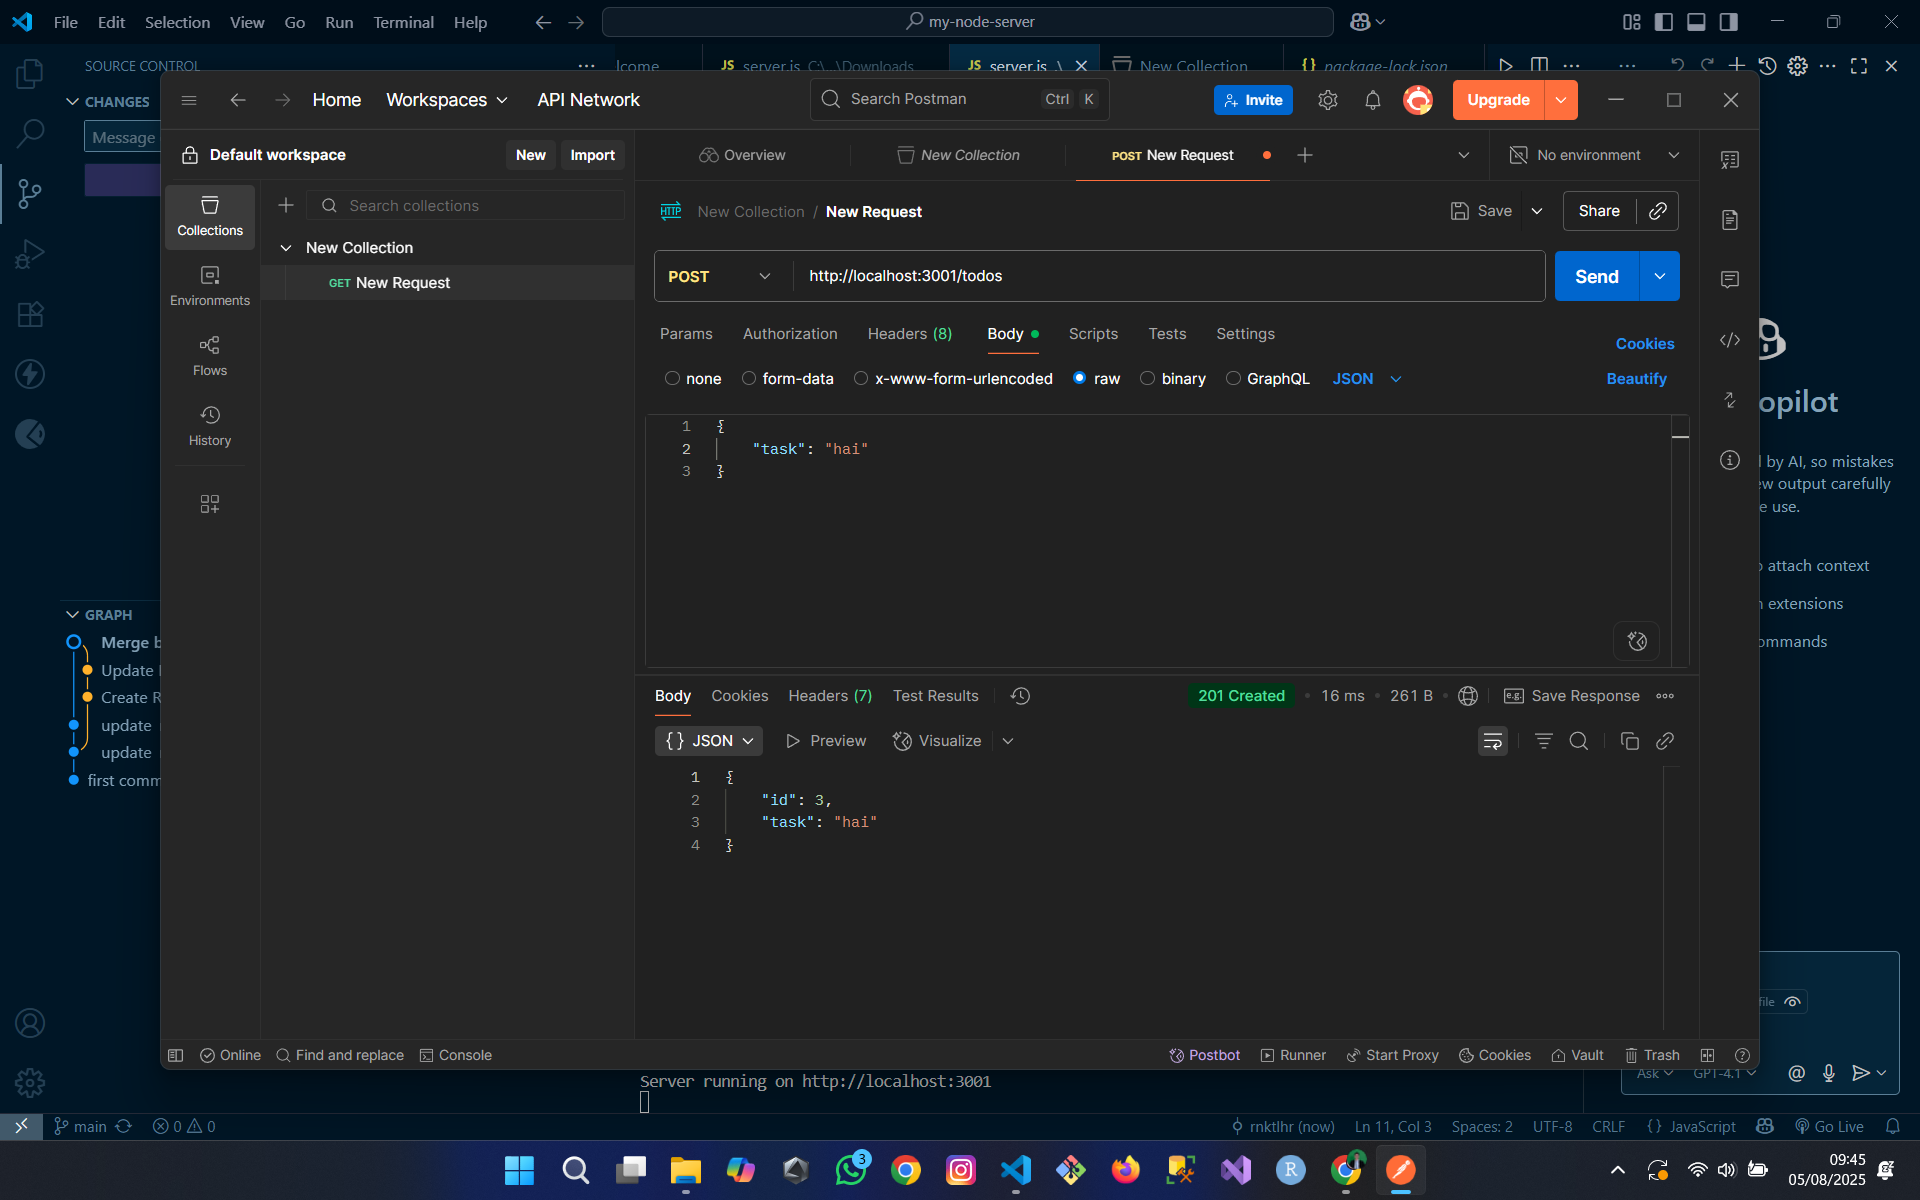 File Edit Selection View Go Run Terminal Help
my-node-server
SOURCE CONTROL
lcome
JS server.js C:\...\Downloads
JS server.js .\
New Collection
{} package-lock.json
CHANGES
Message
Home
Workspaces
API Network
Search Postman
Ctrl K
Invite
Upgrade
Default workspace
New
Import
Overview
New Collection
POST New Request
No environment
Collections
Environments
Flows
History
Search collections
New Collection
GET New Request
HTTP
New Collection / New Request
Save
Share
POST
http://localhost:3001/todos
Send
Params
Authorization
Headers (8)
Body
Scripts
Tests
Settings
Cookies
none
form-data
x-www-form-urlencoded
raw
binary
GraphQL
JSON
Beautify
1 {
2 "task": "hai"
3 }
opilot
by AI, so mistakes
ew output carefully
e use.
attach context
extensions
ommands
GRAPH
Merge b
Update
Create R
update
update
first comm
Body
Cookies
Headers (7)
Test Results
201 Created
16 ms
261 B
e.g. Save Response
{} JSON
Preview
Visualize
1 {
2 "id": 3,
3 "task": "hai"
4 }
file
Online
Find and replace
Console
Postbot
Runner
Start Proxy
Cookies
Vault
Trash
Server running on http://localhost:3001
Ask
GPT-4.1
main
0
0
rnktlhr (now)
Ln 11, Col 3
Spaces: 2
UTF-8
CRLF
{} JavaScript
Go Live
3
R
09:45
05/08/2025